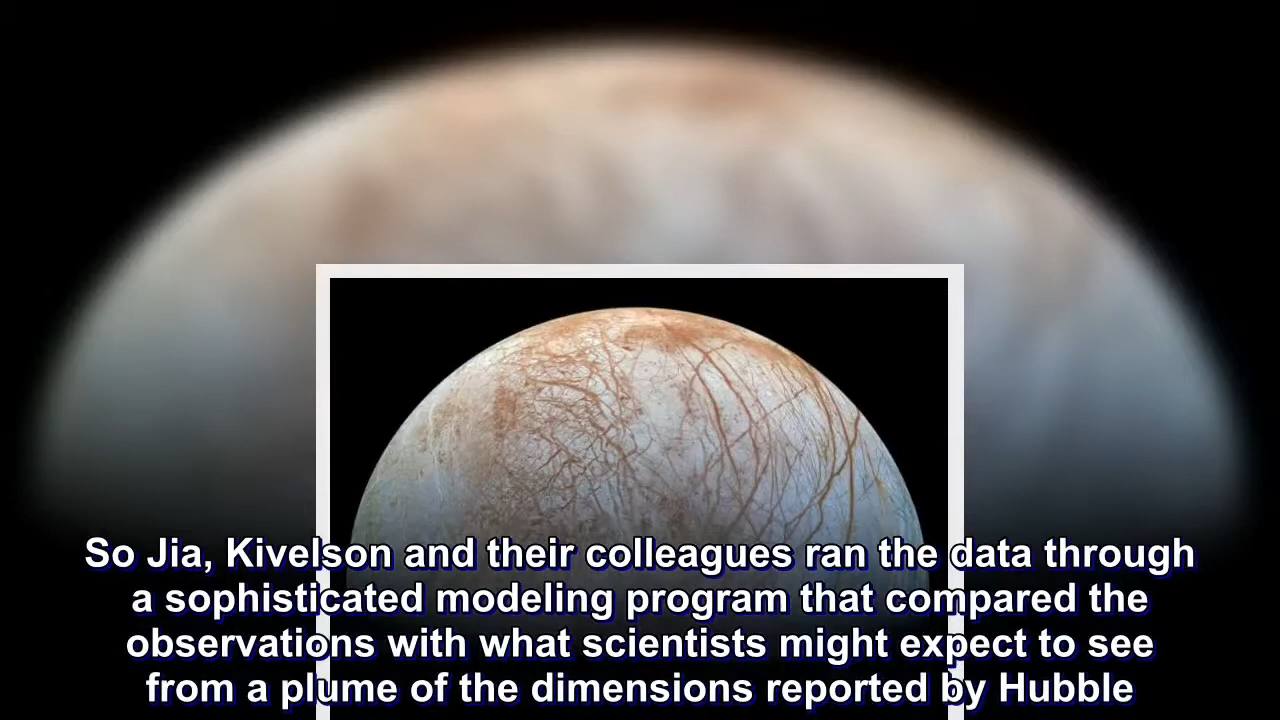 So Jia, Kivelson and their colleagues ran the data through
a sophisticated modeling program that compared the
observations with what scientists might expect to see
from a plume of the dimensions reported by Hubble